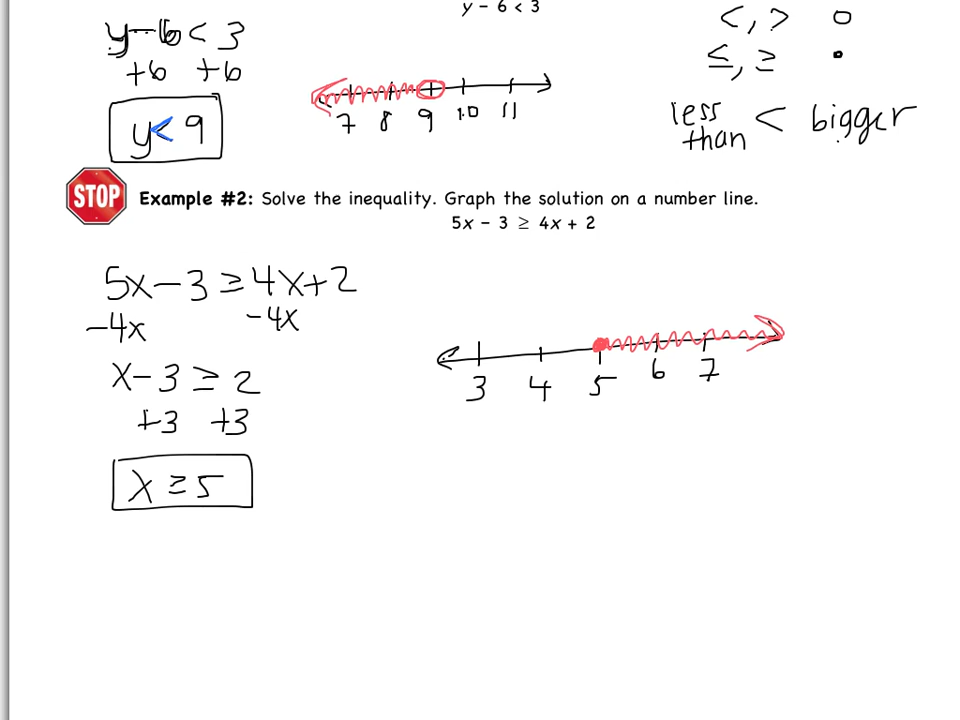 y - 6 < 3
y - 6 < 3
+6 +6
y < 9
7 8 9 10 11
<, > o
≤, ≥ •
less than < bigger
STOP
Example #2: Solve the inequality. Graph the solution on a number line.
5x - 3 ≥ 4x + 2
5x - 3 ≥ 4x + 2
-4x -4x
x - 3 ≥ 2
+3 +3
x ≥ 5
3 4 5 6 7